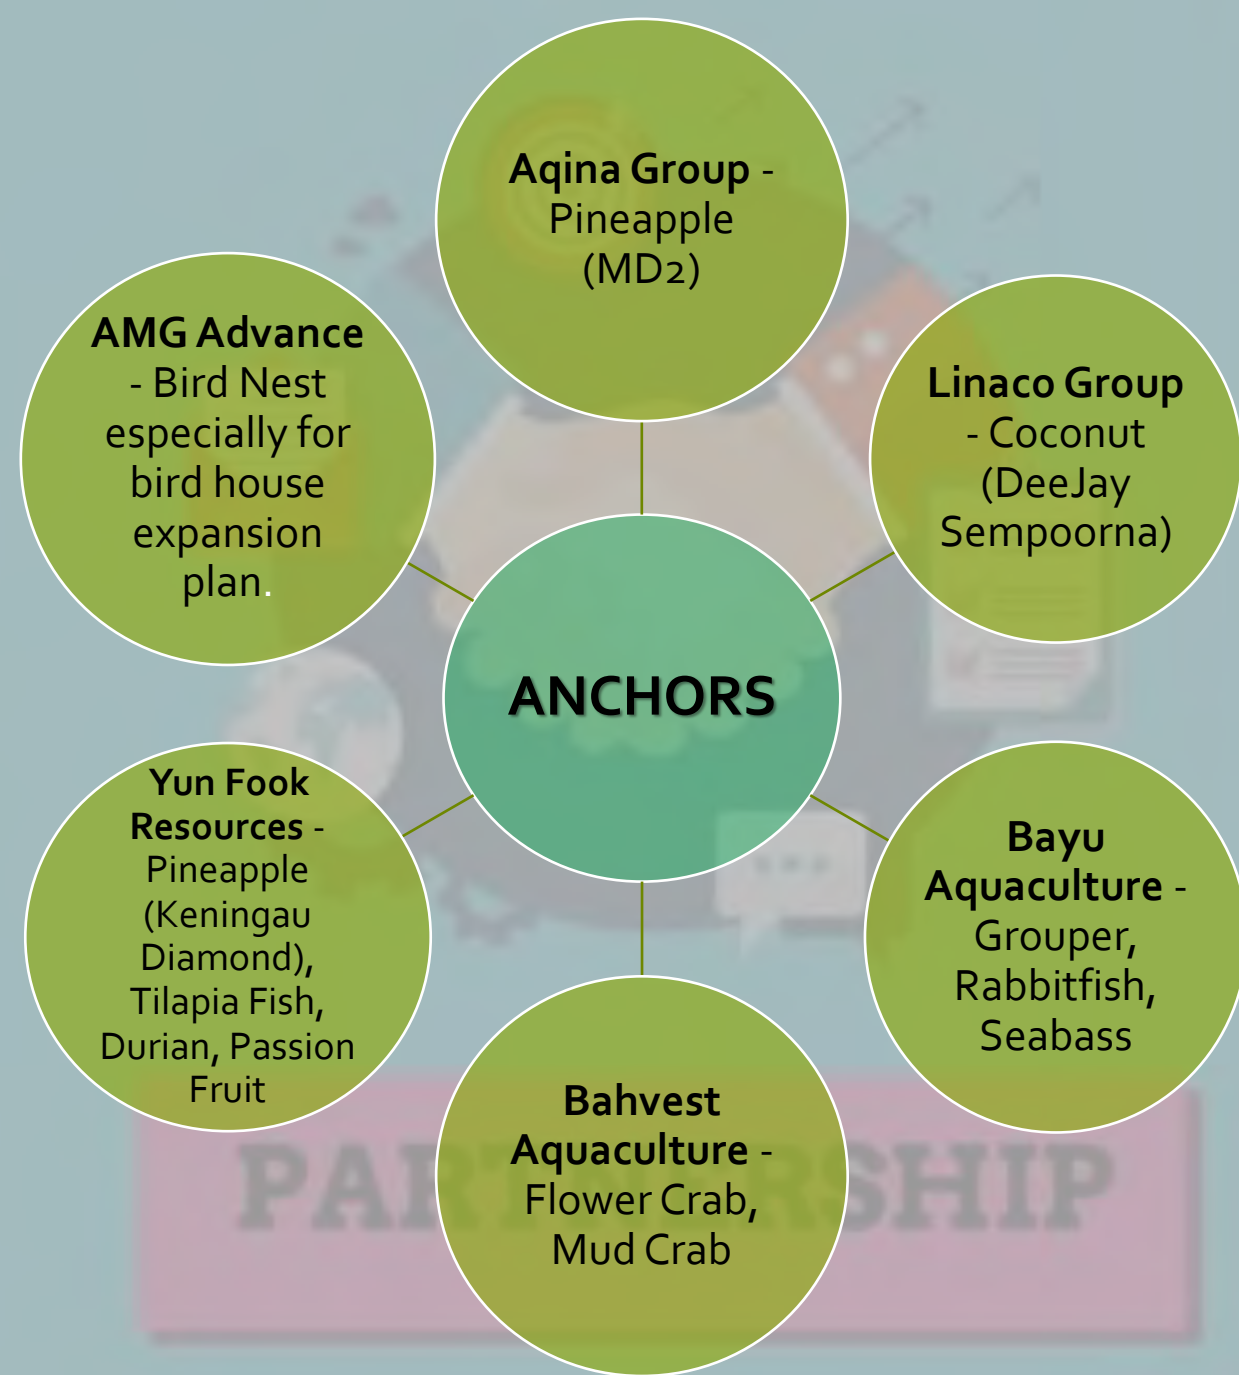 Aqina Group -
Pineapple
(MD2)
Linaco Group
- Coconut
(DeeJay
Sempoorna)
Bayu
Aquaculture -
Grouper,
Rabbitfish,
Seabass
Bahvest
Aquaculture -
Flower Crab,
Mud Crab
Yun Fook
Resources -
Pineapple
(Keningau
Diamond),
Tilapia Fish,
Durian, Passion
Fruit
AMG Advance
- Bird Nest
especially for
bird house
expansion
plan.
ANCHORS
PARTNERSHIP